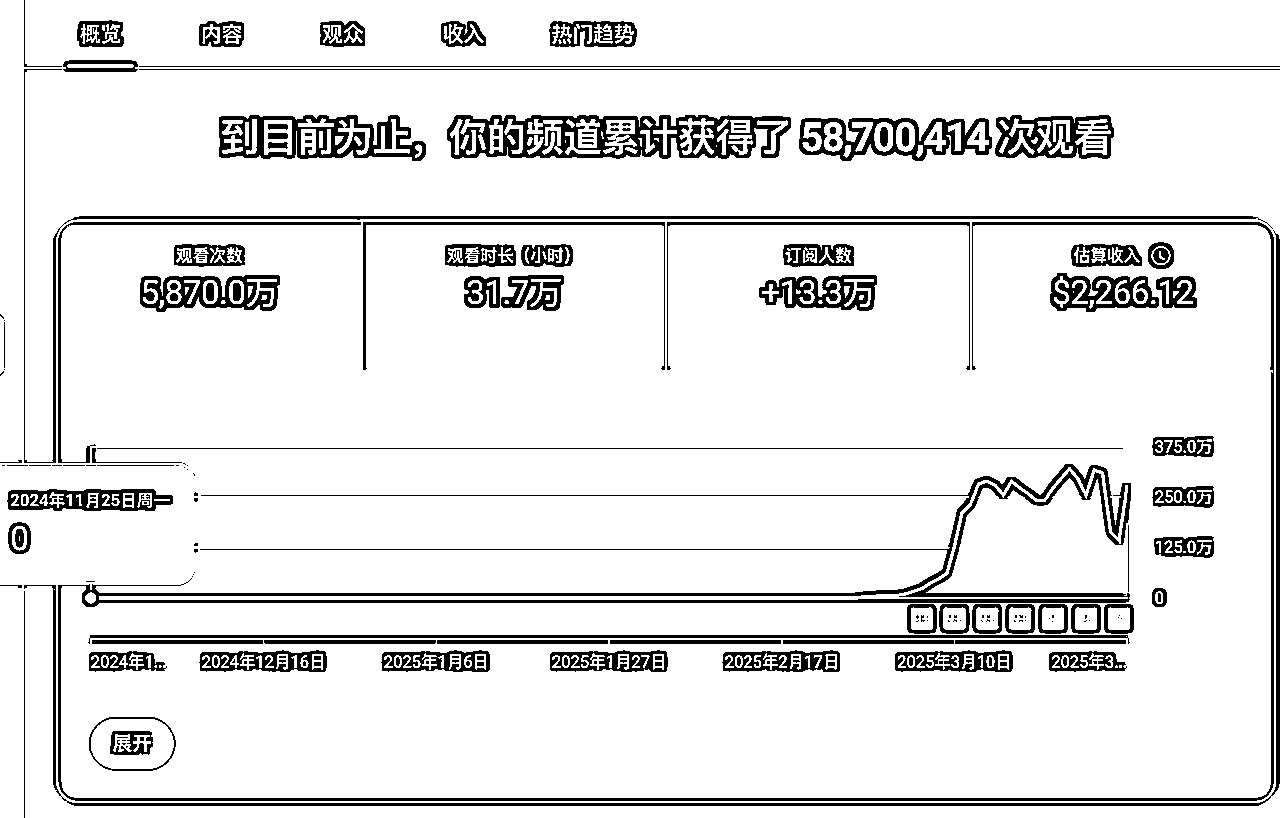 概览 内容 观众 收入 热门趋势
到目前为止，你的频道累计获得了 58,700,414 次观看
观看次数 观看时长（小时） 订阅人数 估算收入
5,870.0万 31.7万 +13.3万 $2,266.12
375.0万
2024年11月25日周一
250.0万
0
125.0万
0
2024年1... 2024年12月16日 2025年1月6日 2025年1月27日 2025年2月17日 2025年3月10日 2025年3...
展开